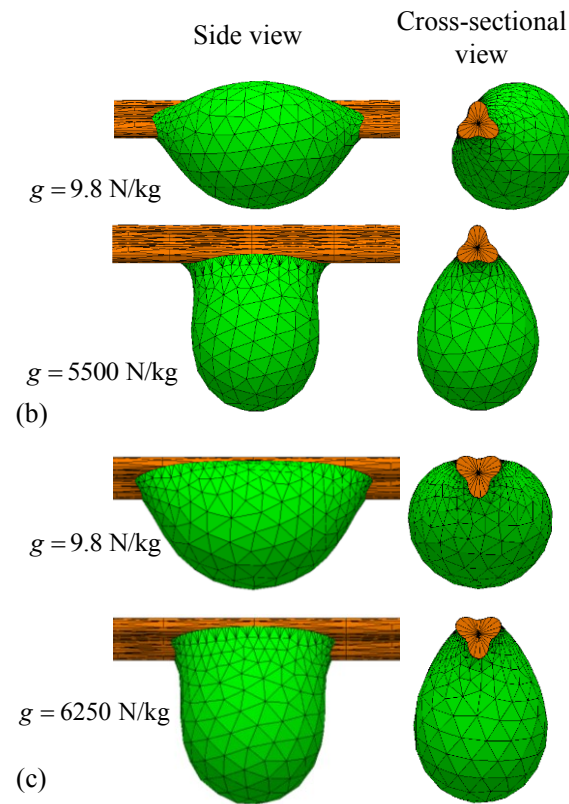 Side view
Cross-sectional
view
g = 9.8 N/kg
g = 5500 N/kg
(b)
g = 9.8 N/kg
g = 6250 N/kg
(c)